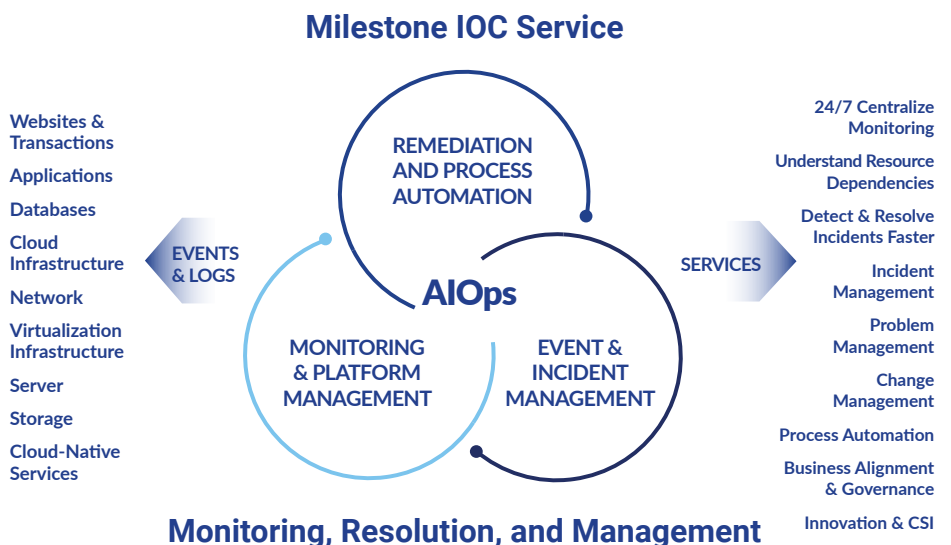 Milestone IOC Service
Websites &
Transactions
Applications
Databases
Cloud
Infrastructure
Network
Virtualization
Infrastructure
Server
Storage
Cloud-Native
Services
EVENTS
& LOGS
REMEDIATION
AND PROCESS
AUTOMATION
AIOps
MONITORING
& PLATFORM
MANAGEMENT
EVENT &
INCIDENT
MANAGEMENT
SERVICES
24/7 Centralize
Monitoring
Understand Resource
Dependencies
Detect & Resolve
Incidents Faster
Incident
Management
Problem
Management
Change
Management
Process Automation
Business Alignment
& Governance
Innovation & CSI
Monitoring, Resolution, and Management